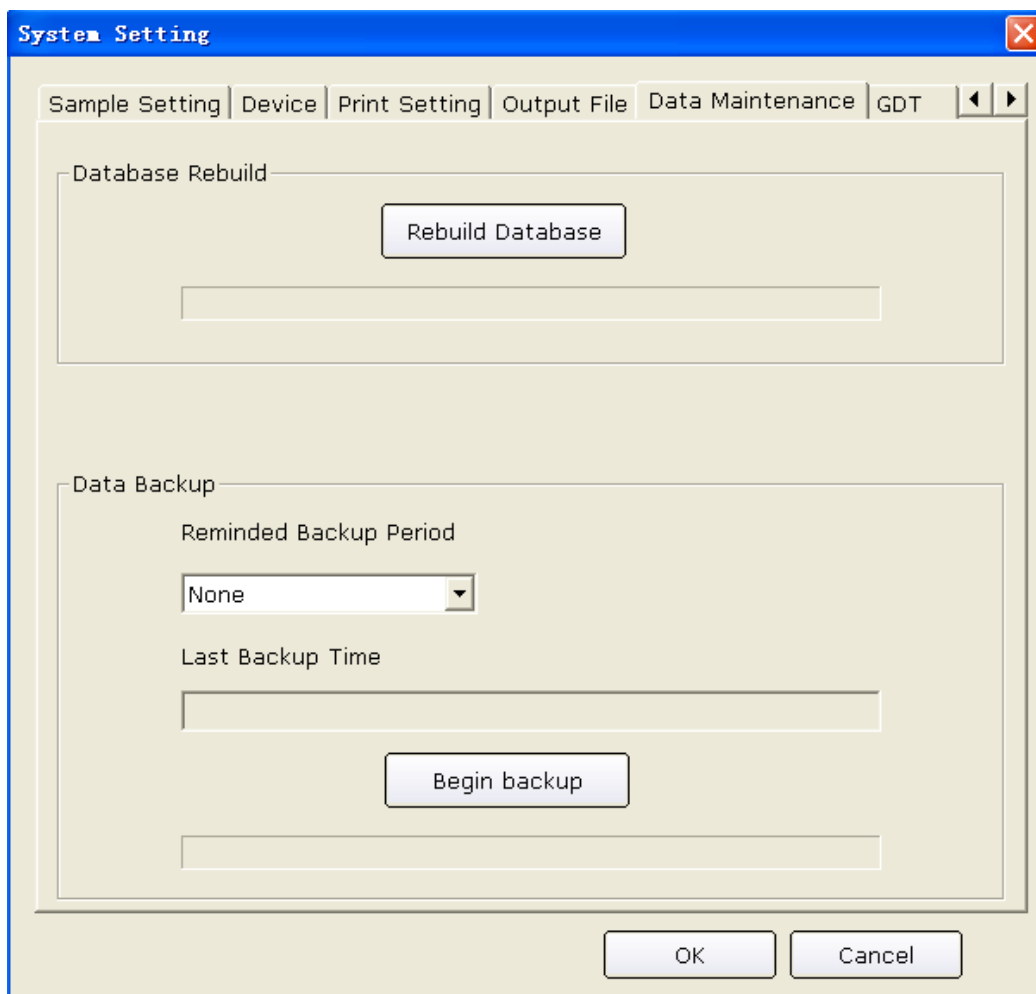 System Setting
Sample Setting Device Print Setting Output File Data Maintenance GDT
Database Rebuild
Rebuild Database
Data Backup
Reminded Backup Period
None
Last Backup Time
Begin backup
OK Cancel